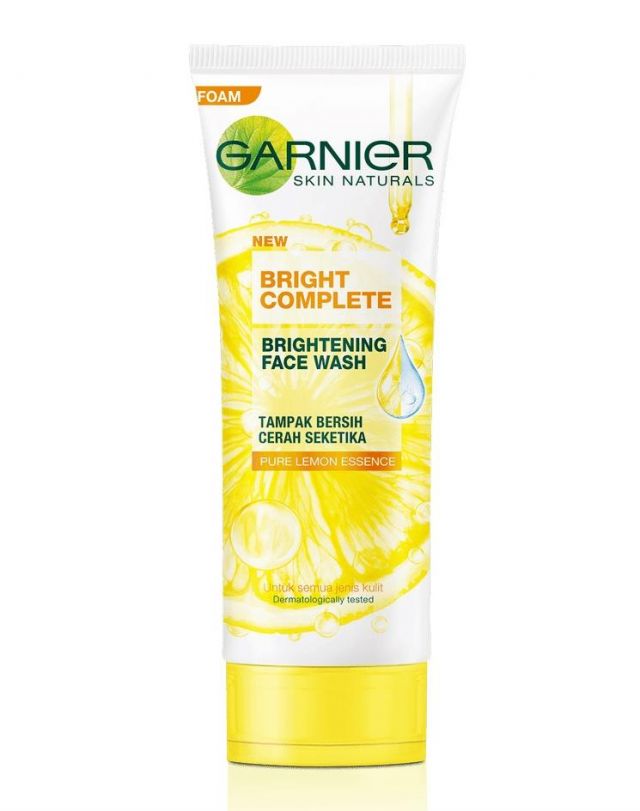 FOAM
GARNIER
SKIN NATURALS
NEW
BRIGHT
COMPLETE
BRIGHTENING
FACE WASH
TAMPAK BERSIH
CERAH SEKETIKA
PURE LEMON ESSENCE
Untuk semua jenis kulit
Dermatologically tested